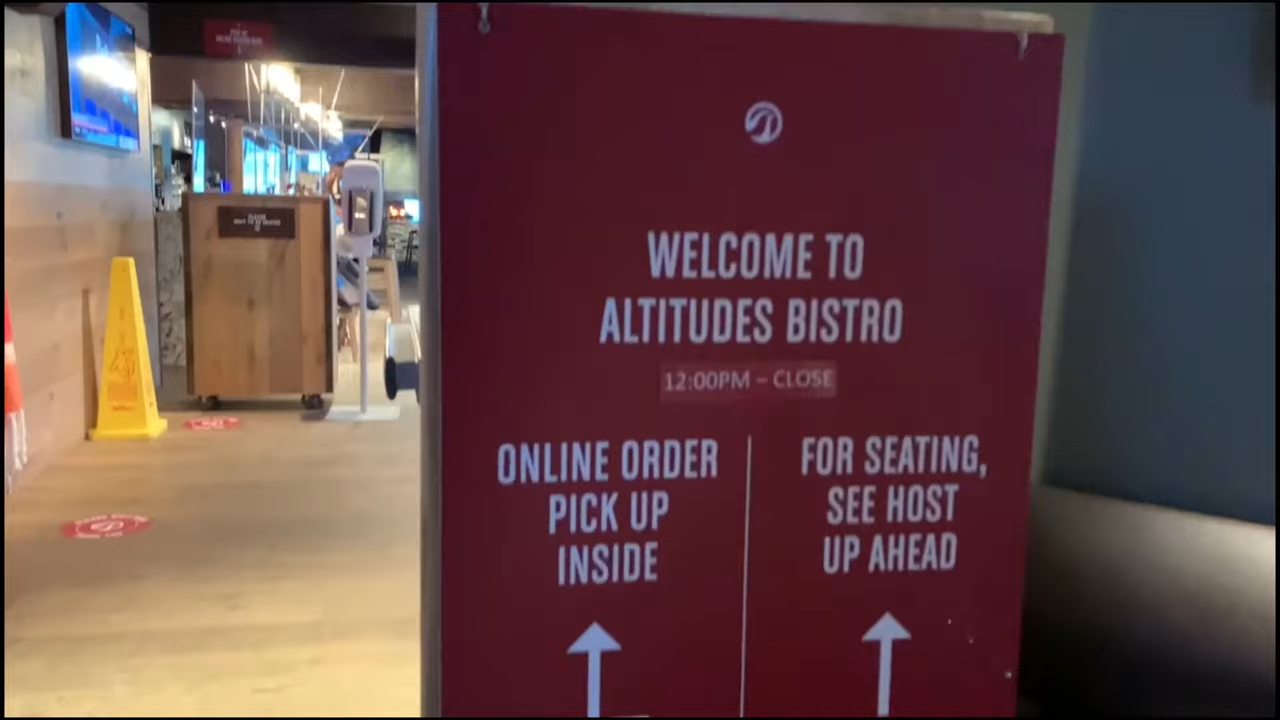 WELCOME TO
ALTITUDES BISTRO
12:00PM – CLOSE
ONLINE ORDER
PICK UP
INSIDE
FOR SEATING,
SEE HOST
UP AHEAD